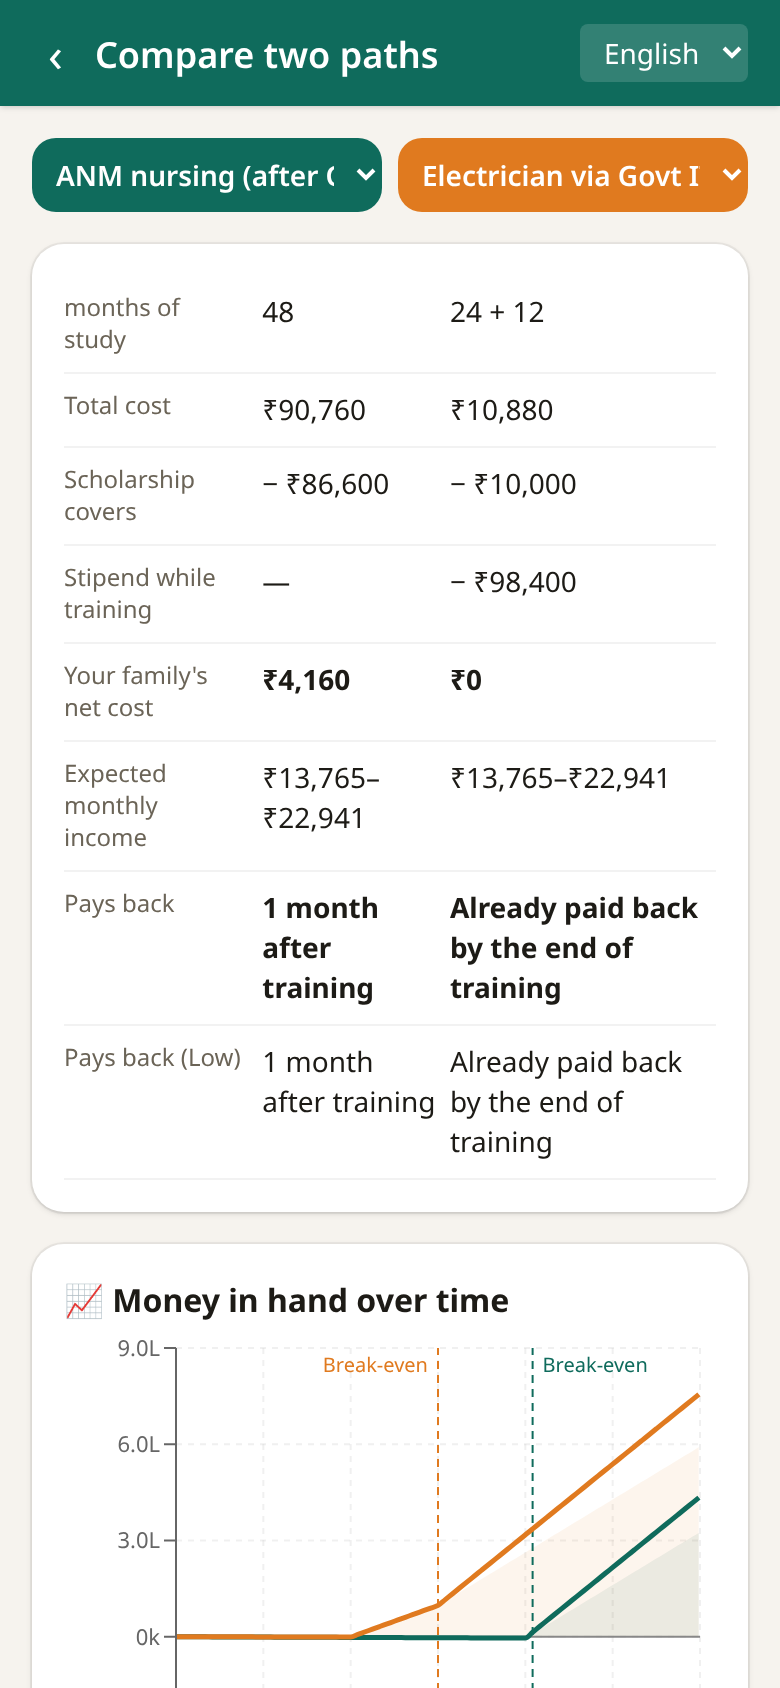 ‹ Compare two paths English
ANM nursing (after Electrician via Govt I
months of 48 24 + 12
study
Total cost ₹90,760 ₹10,880
Scholarship − ₹86,600 − ₹10,000
covers
Stipend while — − ₹98,400
training
Your family's ₹4,160 ₹0
net cost
Expected ₹13,765– ₹13,765–₹22,941
monthly ₹22,941
income
Pays back 1 month Already paid back
after by the end of
training training
Pays back (Low) 1 month Already paid back
after training by the end of
training
Money in hand over time
9.0L
Break-even Break-even
6.0L
3.0L
0k